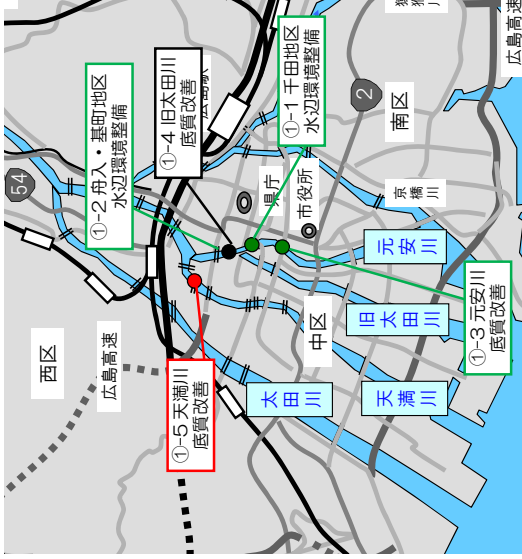 広島高速
54
①-2 舟入・基町地区
水辺環境整備
①-4 旧太田川
底質改善
①-1 千田地区
水辺環境整備
2
南区
県庁
市役所
京橋川
元安川
西区
広島高速
中区
旧太田川
①-3 元安川
底質改善
①-5 天満川
底質改善
太田川
天満川